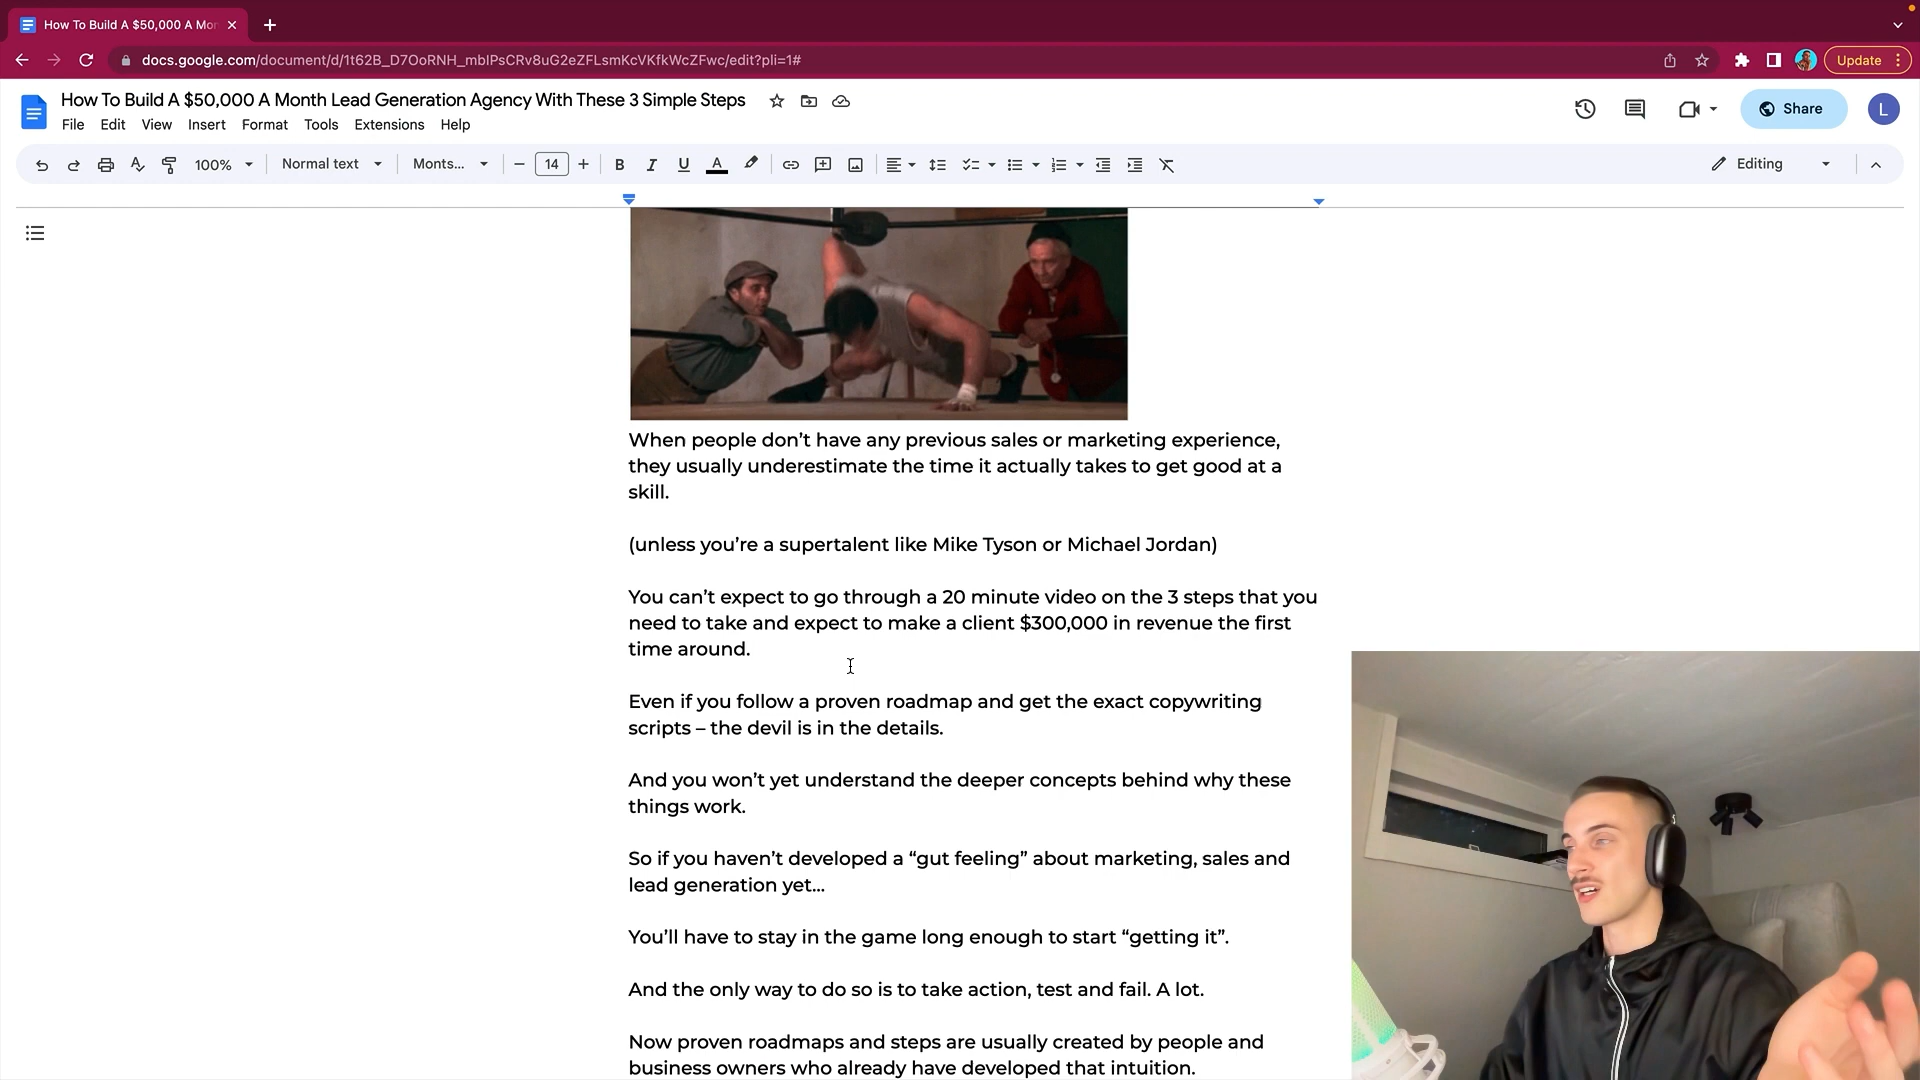 How To Build A $50,000 A Mon
docs.google.com/document/d/1t62B_D7OoRNH_mbIPsCRv8uG2eZFLsmKcVKfkWcZFwc/edit?pli=1#
Update
How To Build A $50,000 A Month Lead Generation Agency With These 3 Simple Steps
File Edit View Insert Format Tools Extensions Help
Share
L
100% Normal text Monts... 14 B I U A Editing
When people don’t have any previous sales or marketing experience,
they usually underestimate the time it actually takes to get good at a
skill.
(unless you’re a supertalent like Mike Tyson or Michael Jordan)
You can’t expect to go through a 20 minute video on the 3 steps that you
need to take and expect to make a client $300,000 in revenue the first
time around.
Even if you follow a proven roadmap and get the exact copywriting
scripts – the devil is in the details.
And you won’t yet understand the deeper concepts behind why these
things work.
So if you haven’t developed a “gut feeling” about marketing, sales and
lead generation yet...
You’ll have to stay in the game long enough to start “getting it”.
And the only way to do so is to take action, test and fail. A lot.
Now proven roadmaps and steps are usually created by people and
business owners who already have developed that intuition.